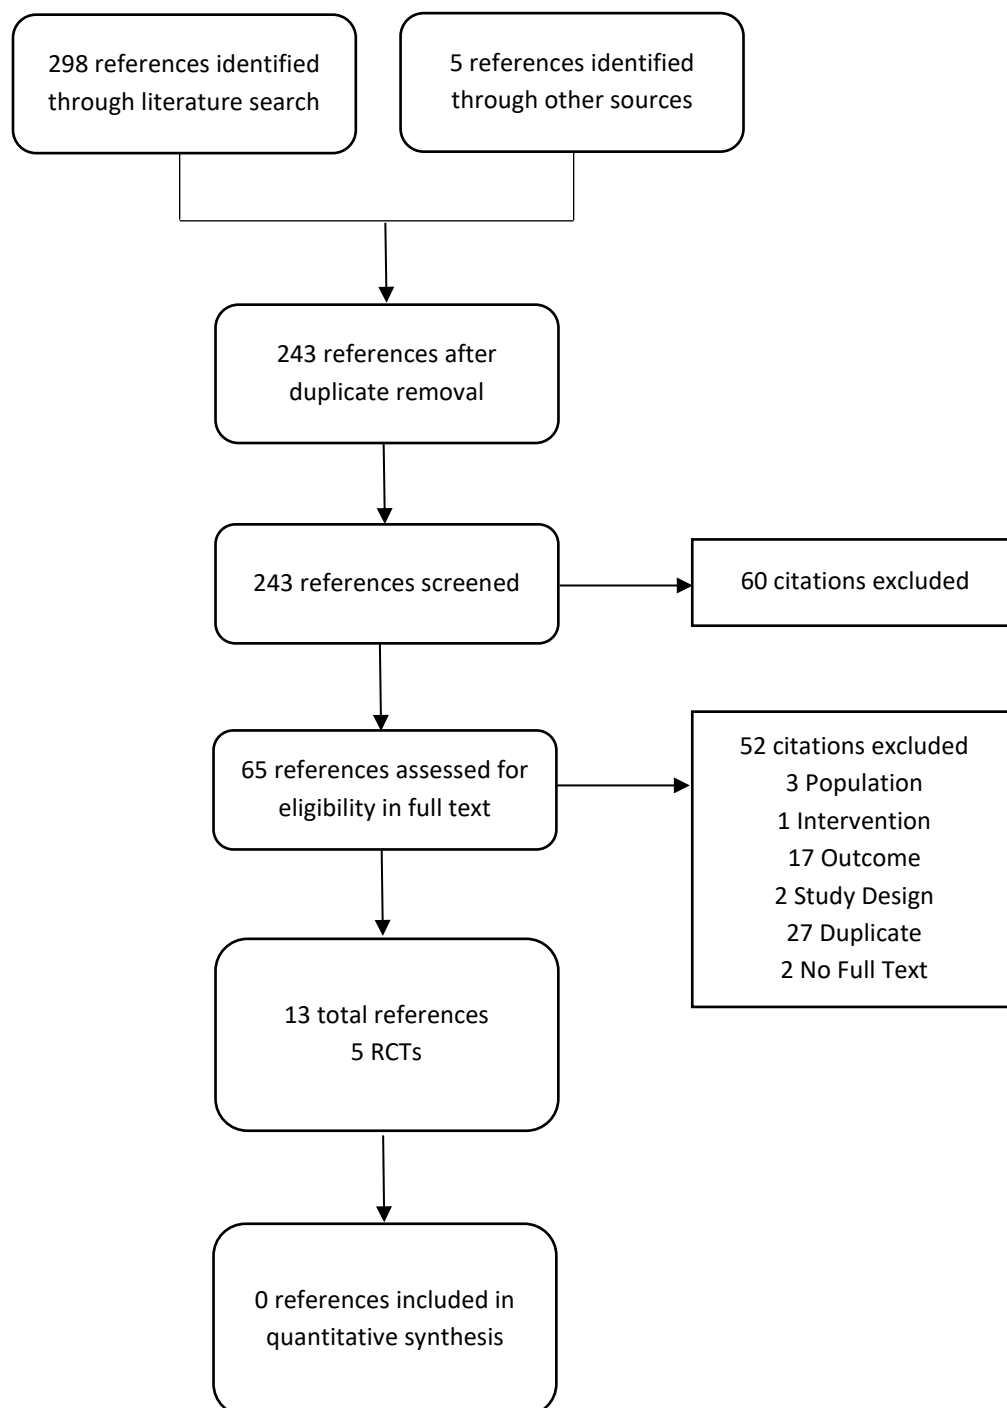 298 references identified
through literature search
5 references identified
through other sources
243 references after
duplicate removal
243 references screened
60 citations excluded
65 references assessed for
eligibility in full text
52 citations excluded
3 Population
1 Intervention
17 Outcome
2 Study Design
27 Duplicate
2 No Full Text
13 total references
5 RCTs
0 references included in
quantitative synthesis